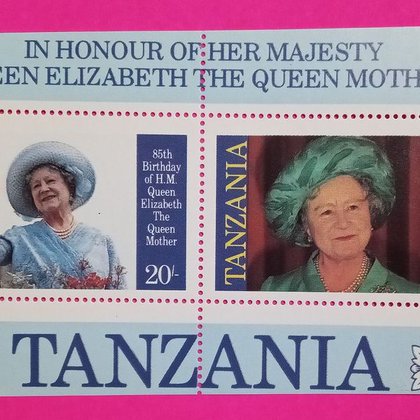 IN HONOUR OF HER MAJESTY
EEN ELIZABETH THE QUEEN MOTH
85th
Birthday
of H.M.
Queen
Elizabeth
The
Queen
Mother
20/-
TANZANIA
TANZANIA